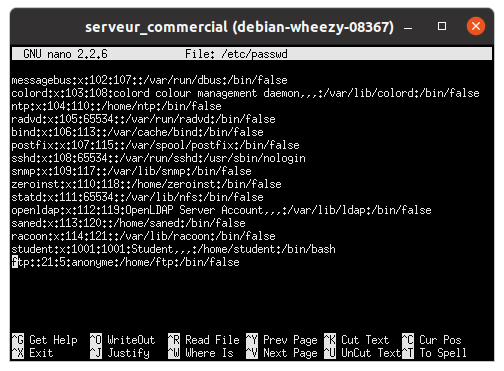 serveur_commercial (debian-wheezy-08367)
GNU nano 2.2.6 File: /etc/passwd
messagebus:x:102:107::/var/run/dbus:/bin/false
colord:x:103:108:colord colour management daemon,,,:/var/lib/colord:/bin/false
ntp:x:104:110::/home/ntp:/bin/false
radvd:x:105:65534::/var/run/radvd:/bin/false
bind:x:106:113::/var/cache/bind:/bin/false
postfix:x:107:115::/var/spool/postfix:/bin/false
sshd:x:108:65534::/var/run/sshd:/usr/sbin/nologin
snmp:x:109:117::/var/lib/snmp:/bin/false
zeroinst:x:110:118::/home/zeroinst:/bin/false
statd:x:111:65534::/var/lib/nfs:/bin/false
openldap:x:112:119:OpenLDAP Server Account,,,:/var/lib/ldap:/bin/false
saned:x:113:120::/home/saned:/bin/false
racoon:x:114:121::/var/lib/racoon:/bin/false
student:x:1001:1001:Student,,,:/home/student:/bin/bash
ftp::21:5:anonyme:/home/ftp:/bin/false
^G Get Help ^O WriteOut ^R Read File ^Y Prev Page ^K Cut Text ^C Cur Pos
^X Exit ^J Justify ^W Where Is ^V Next Page ^U UnCut Text ^T To Spell